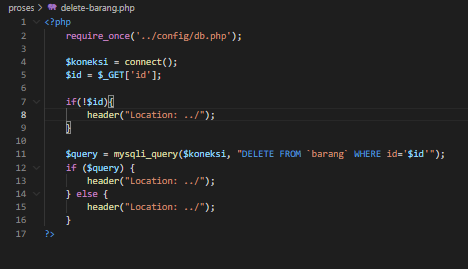 proses > delete-barang.php
1 <?php
2 require_once('../config/db.php');
3
4 $koneksi = connect();
5 $id = $_GET['id'];
6
7 if(!$id){
8 header("Location: ../");
9 }
10
11 $query = mysqli_query($koneksi, "DELETE FROM `barang` WHERE id='$id'");
12 if ($query) {
13 header("Location: ../");
14 } else {
15 header("Location: ../");
16 }
17 ?>